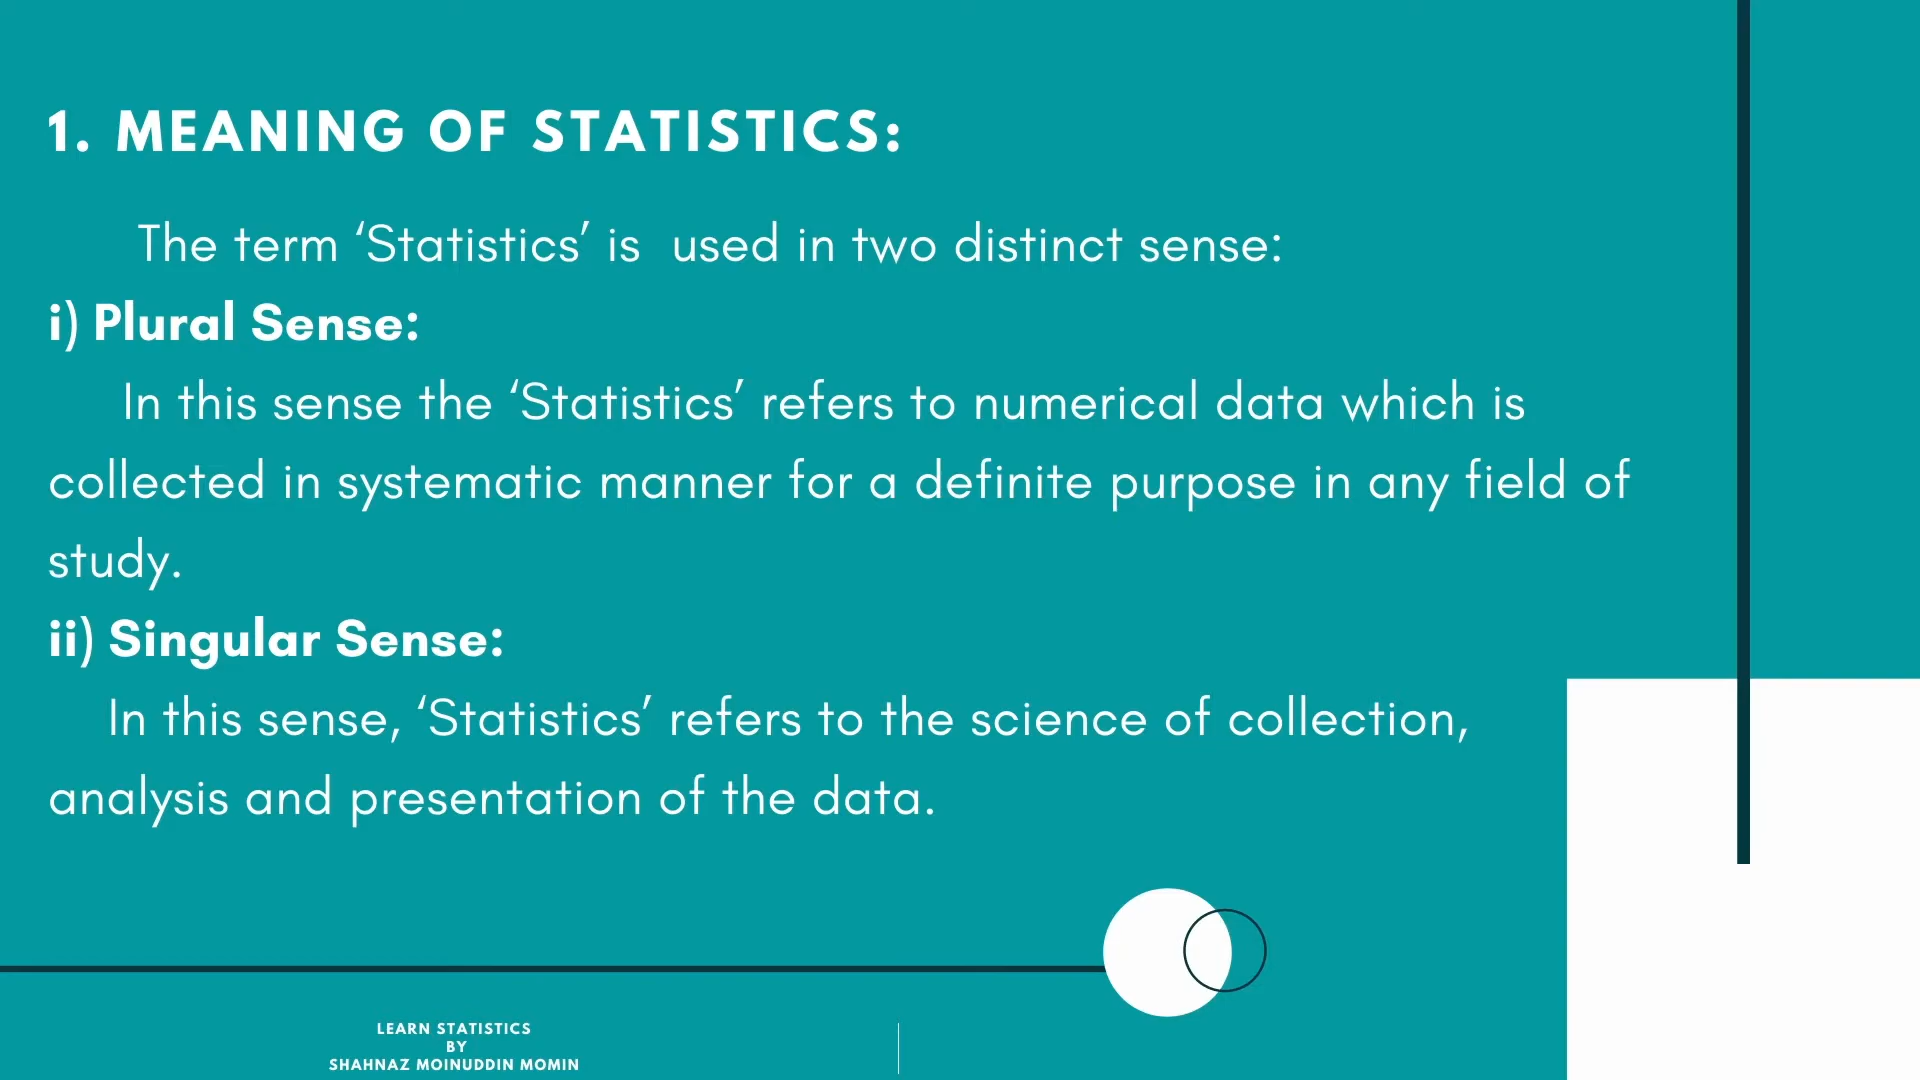 1. MEANING OF STATISTICS:
The term ‘Statistics’ is  used in two distinct sense:
i) Plural Sense:
In this sense the ‘Statistics’ refers to numerical data which is
collected in systematic manner for a definite purpose in any field of
study.
ii) Singular Sense:
In this sense, ‘Statistics’ refers to the science of collection,
analysis and presentation of the data.
LEARN STATISTICS
BY
SHAHNAZ MOINUDDIN MOMIN